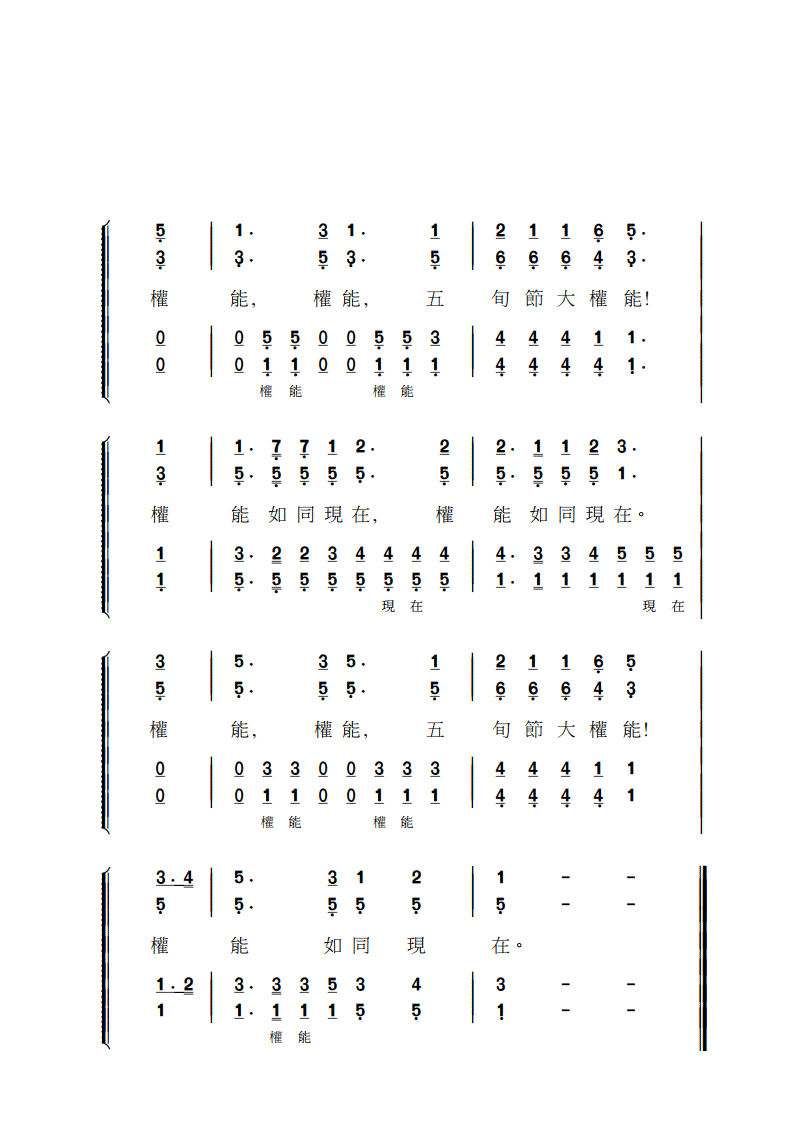 5 1· 3 1· 1 2 1 1 6 5·
3 3· 5 3· 5 6 6 6 4 3·
權 能, 權 能, 五 旬 節 大 權 能!
0 0 5 5 0 0 5 5 3 4 4 4 1 1·
0 0 1 1 0 0 1 1 1 4 4 4 4 1·
權 能 權 能
1 1· 7 7 1 2· 2 2· 1 1 2 3·
3 5· 5 5 5 5· 5 5· 5 5 5 1·
權 能 如 同 現 在, 權 能 如 同 現 在。
1 3· 2 2 3 4 4 4 4 4· 3 3 4 5 5 5
1 5· 5 5 5 5 5 5 5 1· 1 1 1 1 1 1
現 在 現 在
3 5· 3 5· 1 2 1 1 6 5
5 5· 5 5· 5 6 6 6 4 3
權 能, 權 能, 五 旬 節 大 權 能!
0 0 3 3 0 0 3 3 3 4 4 4 1 1
0 0 1 1 0 0 1 1 1 4 4 4 4 1
權 能 權 能
3·4 5· 3 1 2 1 - -
5 5· 5 5 5 5 - -
權 能 如 同 現 在。
1·2 3· 3 3 5 3 4 3 - -
1 1· 1 1 1 5 5 1 - -
權 能